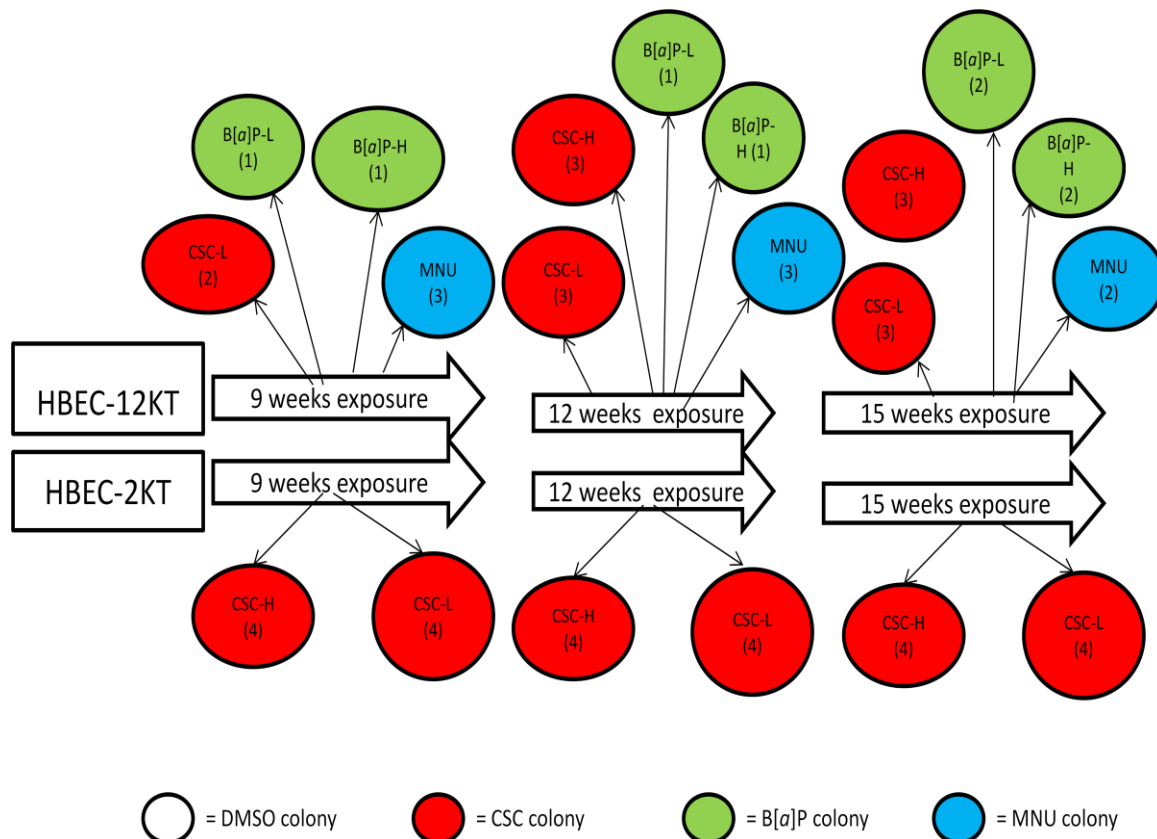 B[a]P-L
(1)
B[a]P-L
(1)
B[a]P-H
(1)
CSC-H
(3)
B[a]P-
H (1)
B[a]P-L
(2)
CSC-H
(3)
B[a]P-
H
(2)
CSC-L
(2)
MNU
(3)
CSC-L
(3)
MNU
(3)
CSC-L
(3)
MNU
(2)
HBEC-12KT
9 weeks exposure
12 weeks exposure
15 weeks exposure
HBEC-2KT
9 weeks exposure
12 weeks exposure
15 weeks exposure
CSC-H
(4)
CSC-L
(4)
CSC-H
(4)
CSC-L
(4)
CSC-H
(4)
CSC-L
(4)
= DMSO colony
= CSC colony
= B[a]P colony
= MNU colony